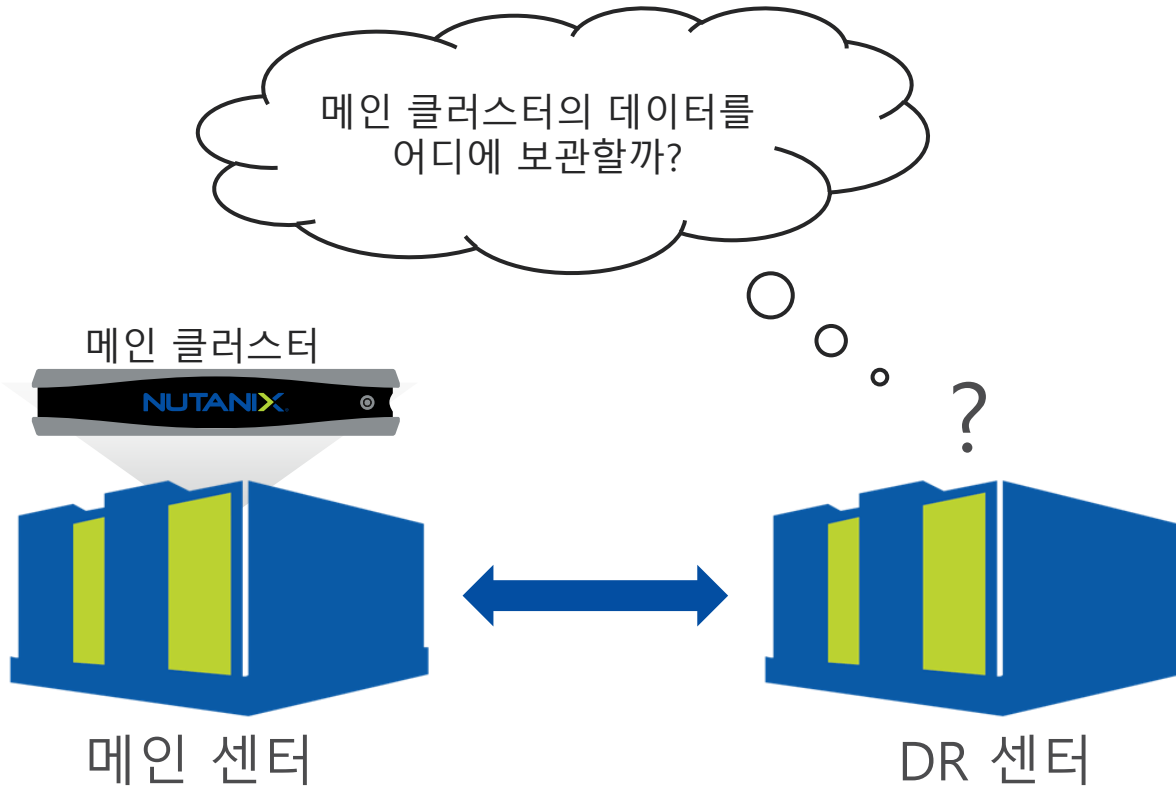 메인 클러스터의 데이터를
어디에 보관할까?
메인 클러스터
NUTANIX
?
메인 센터
DR 센터